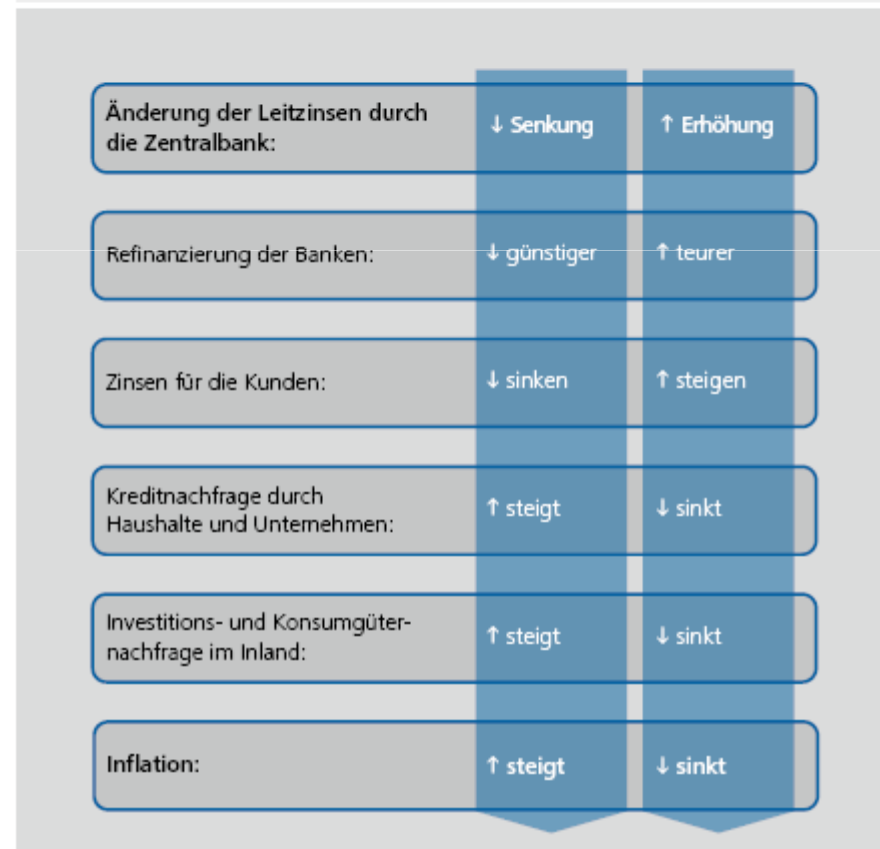 Änderung der Leitzinsen durch
die Zentralbank:
↓ Senkung
↑ Erhöhung
Refinanzierung der Banken:
↓ günstiger
↑ teurer
Zinsen für die Kunden:
↓ sinken
↑ steigen
Kreditnachfrage durch
Haushalte und Unternehmen:
↑ steigt
↓ sinkt
Investitions- und Konsumgüter-
nachfrage im Inland:
↑ steigt
↓ sinkt
Inflation:
↑ steigt
↓ sinkt